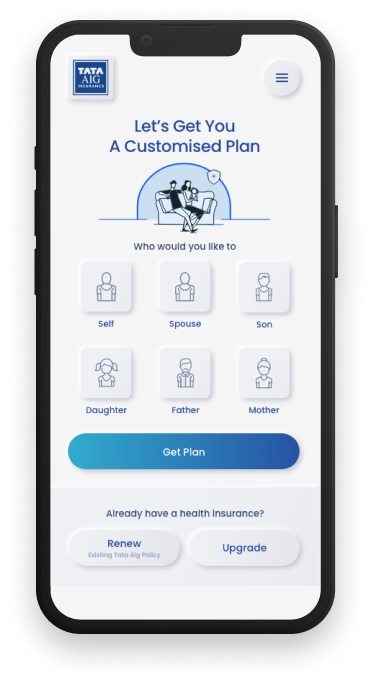 TATA
AIG
INSURANCE
Let's Get You
A Customised Plan
Who would you like to
Self
Spouse
Son
Daughter
Father
Mother
Get Plan
Already have a health insurance?
Renew
Existing Tata Aig Policy
Upgrade